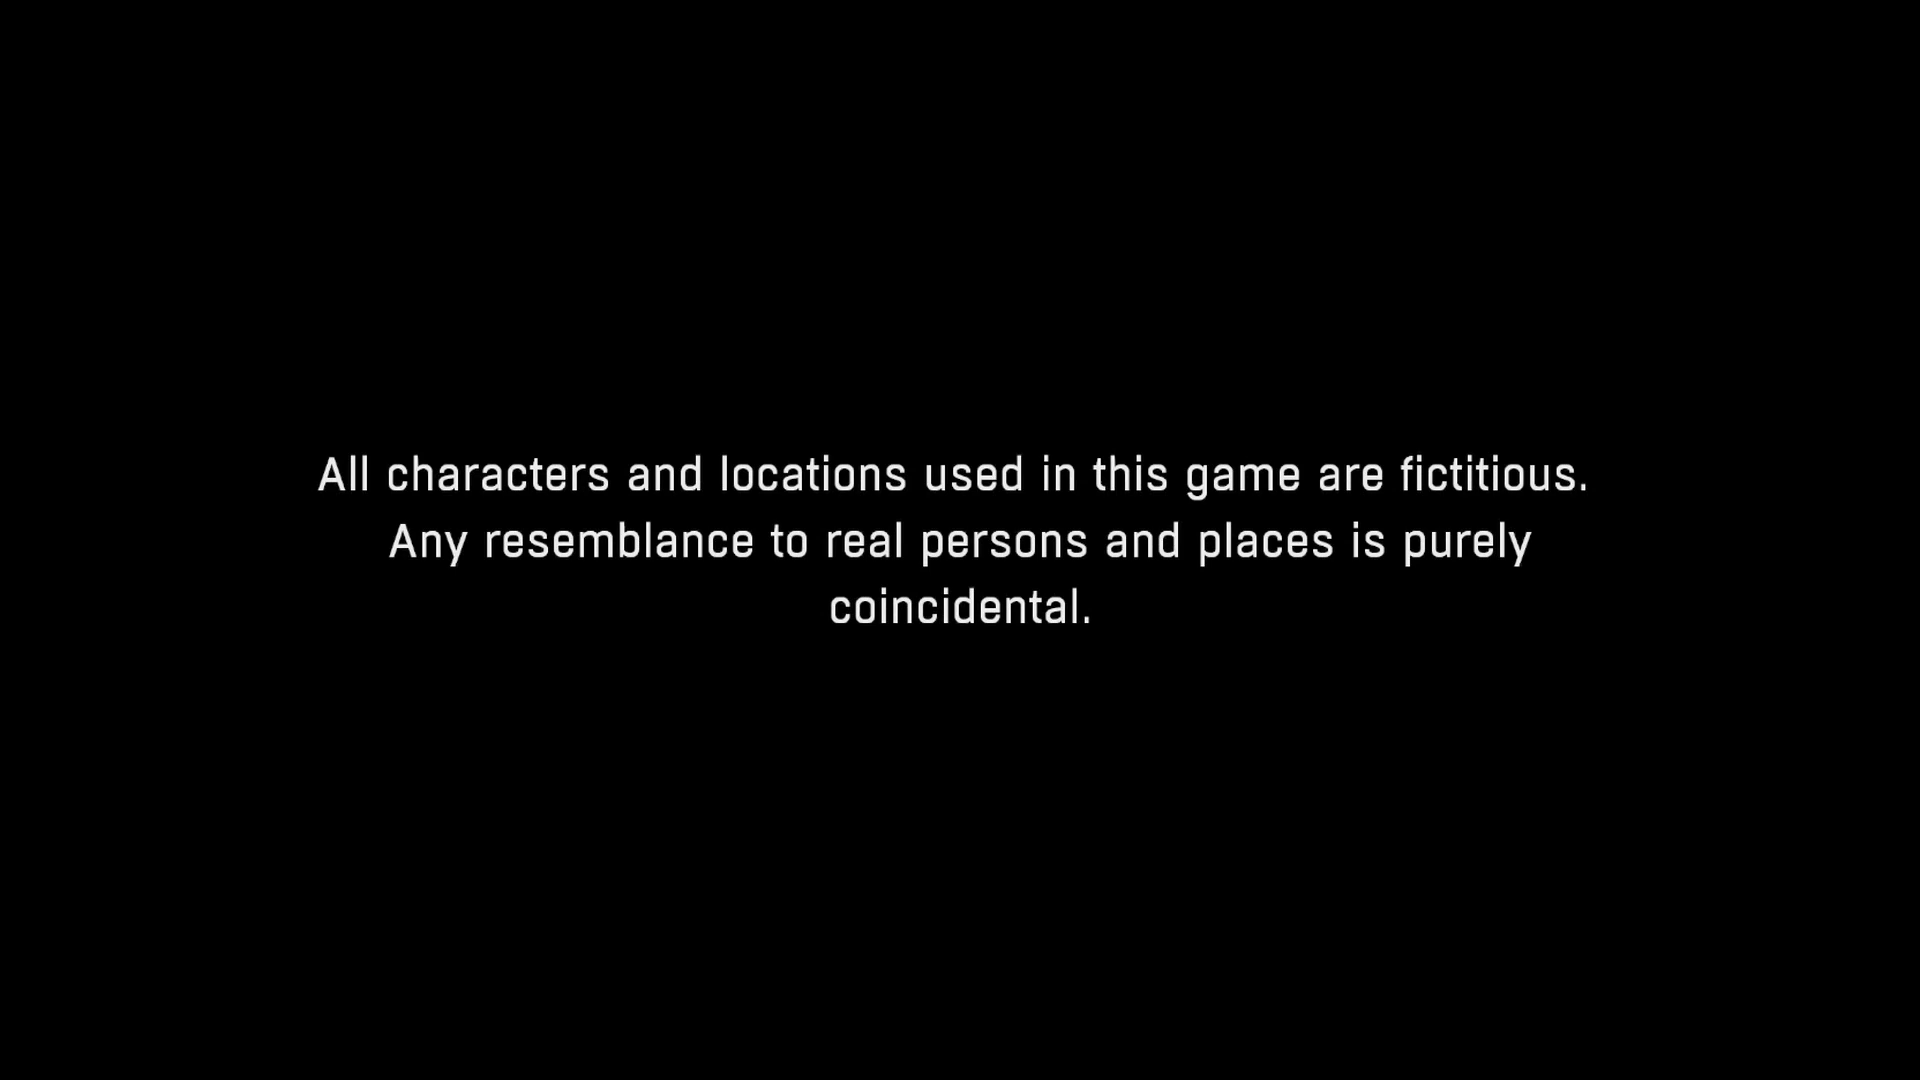 All characters and locations used in this game are fictitious.
Any resemblance to real persons and places is purely
coincidental.